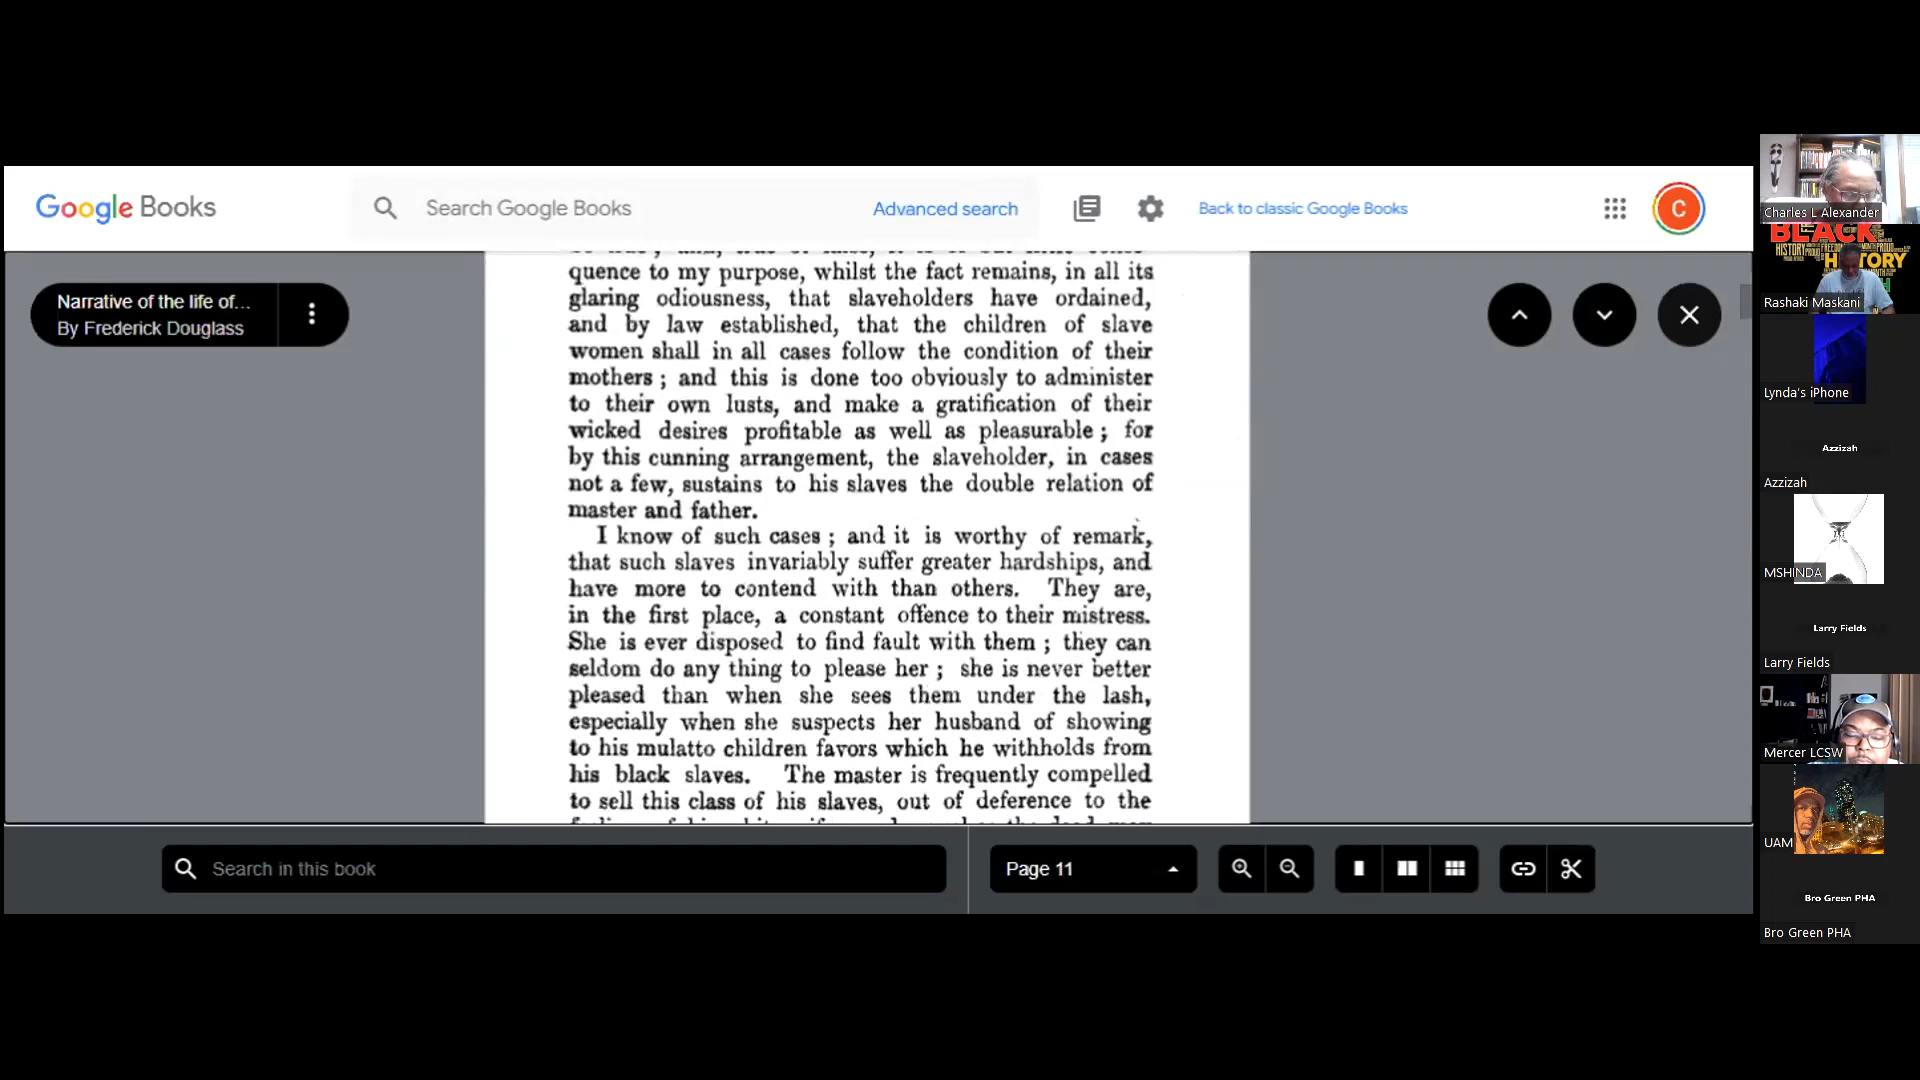 Google Books
Search Google Books
Advanced search
Back to classic Google Books
C
Narrative of the life of...
By Frederick Douglass
quence to my purpose, whilst the fact remains, in all its
glaring odiousness, that slaveholders have ordained,
and by law established, that the children of slave
women shall in all cases follow the condition of their
mothers ; and this is done too obviously to administer
to their own lusts, and make a gratification of their
wicked desires profitable as well as pleasurable ; for
by this cunning arrangement, the slaveholder, in cases
not a few, sustains to his slaves the double relation of
master and father.
I know of such cases ; and it is worthy of remark,
that such slaves invariably suffer greater hardships, and
have more to contend with than others. They are,
in the first place, a constant offence to their mistress.
She is ever disposed to find fault with them ; they can
seldom do any thing to please her ; she is never better
pleased than when she sees them under the lash,
especially when she suspects her husband of showing
to his mulatto children favors which he withholds from
his black slaves. The master is frequently compelled
to sell this class of his slaves, out of deference to the
Search in this book
Page 11
Charles L Alexander
BLACK
HISTORY
HISTORY
Rashaki Maskani
Lynda's iPhone
Azzizah
Azzizah
MSHINDA
Larry Fields
Larry Fields
Mercer LCSW
UAM
Bro Green PHA
Bro Green PHA